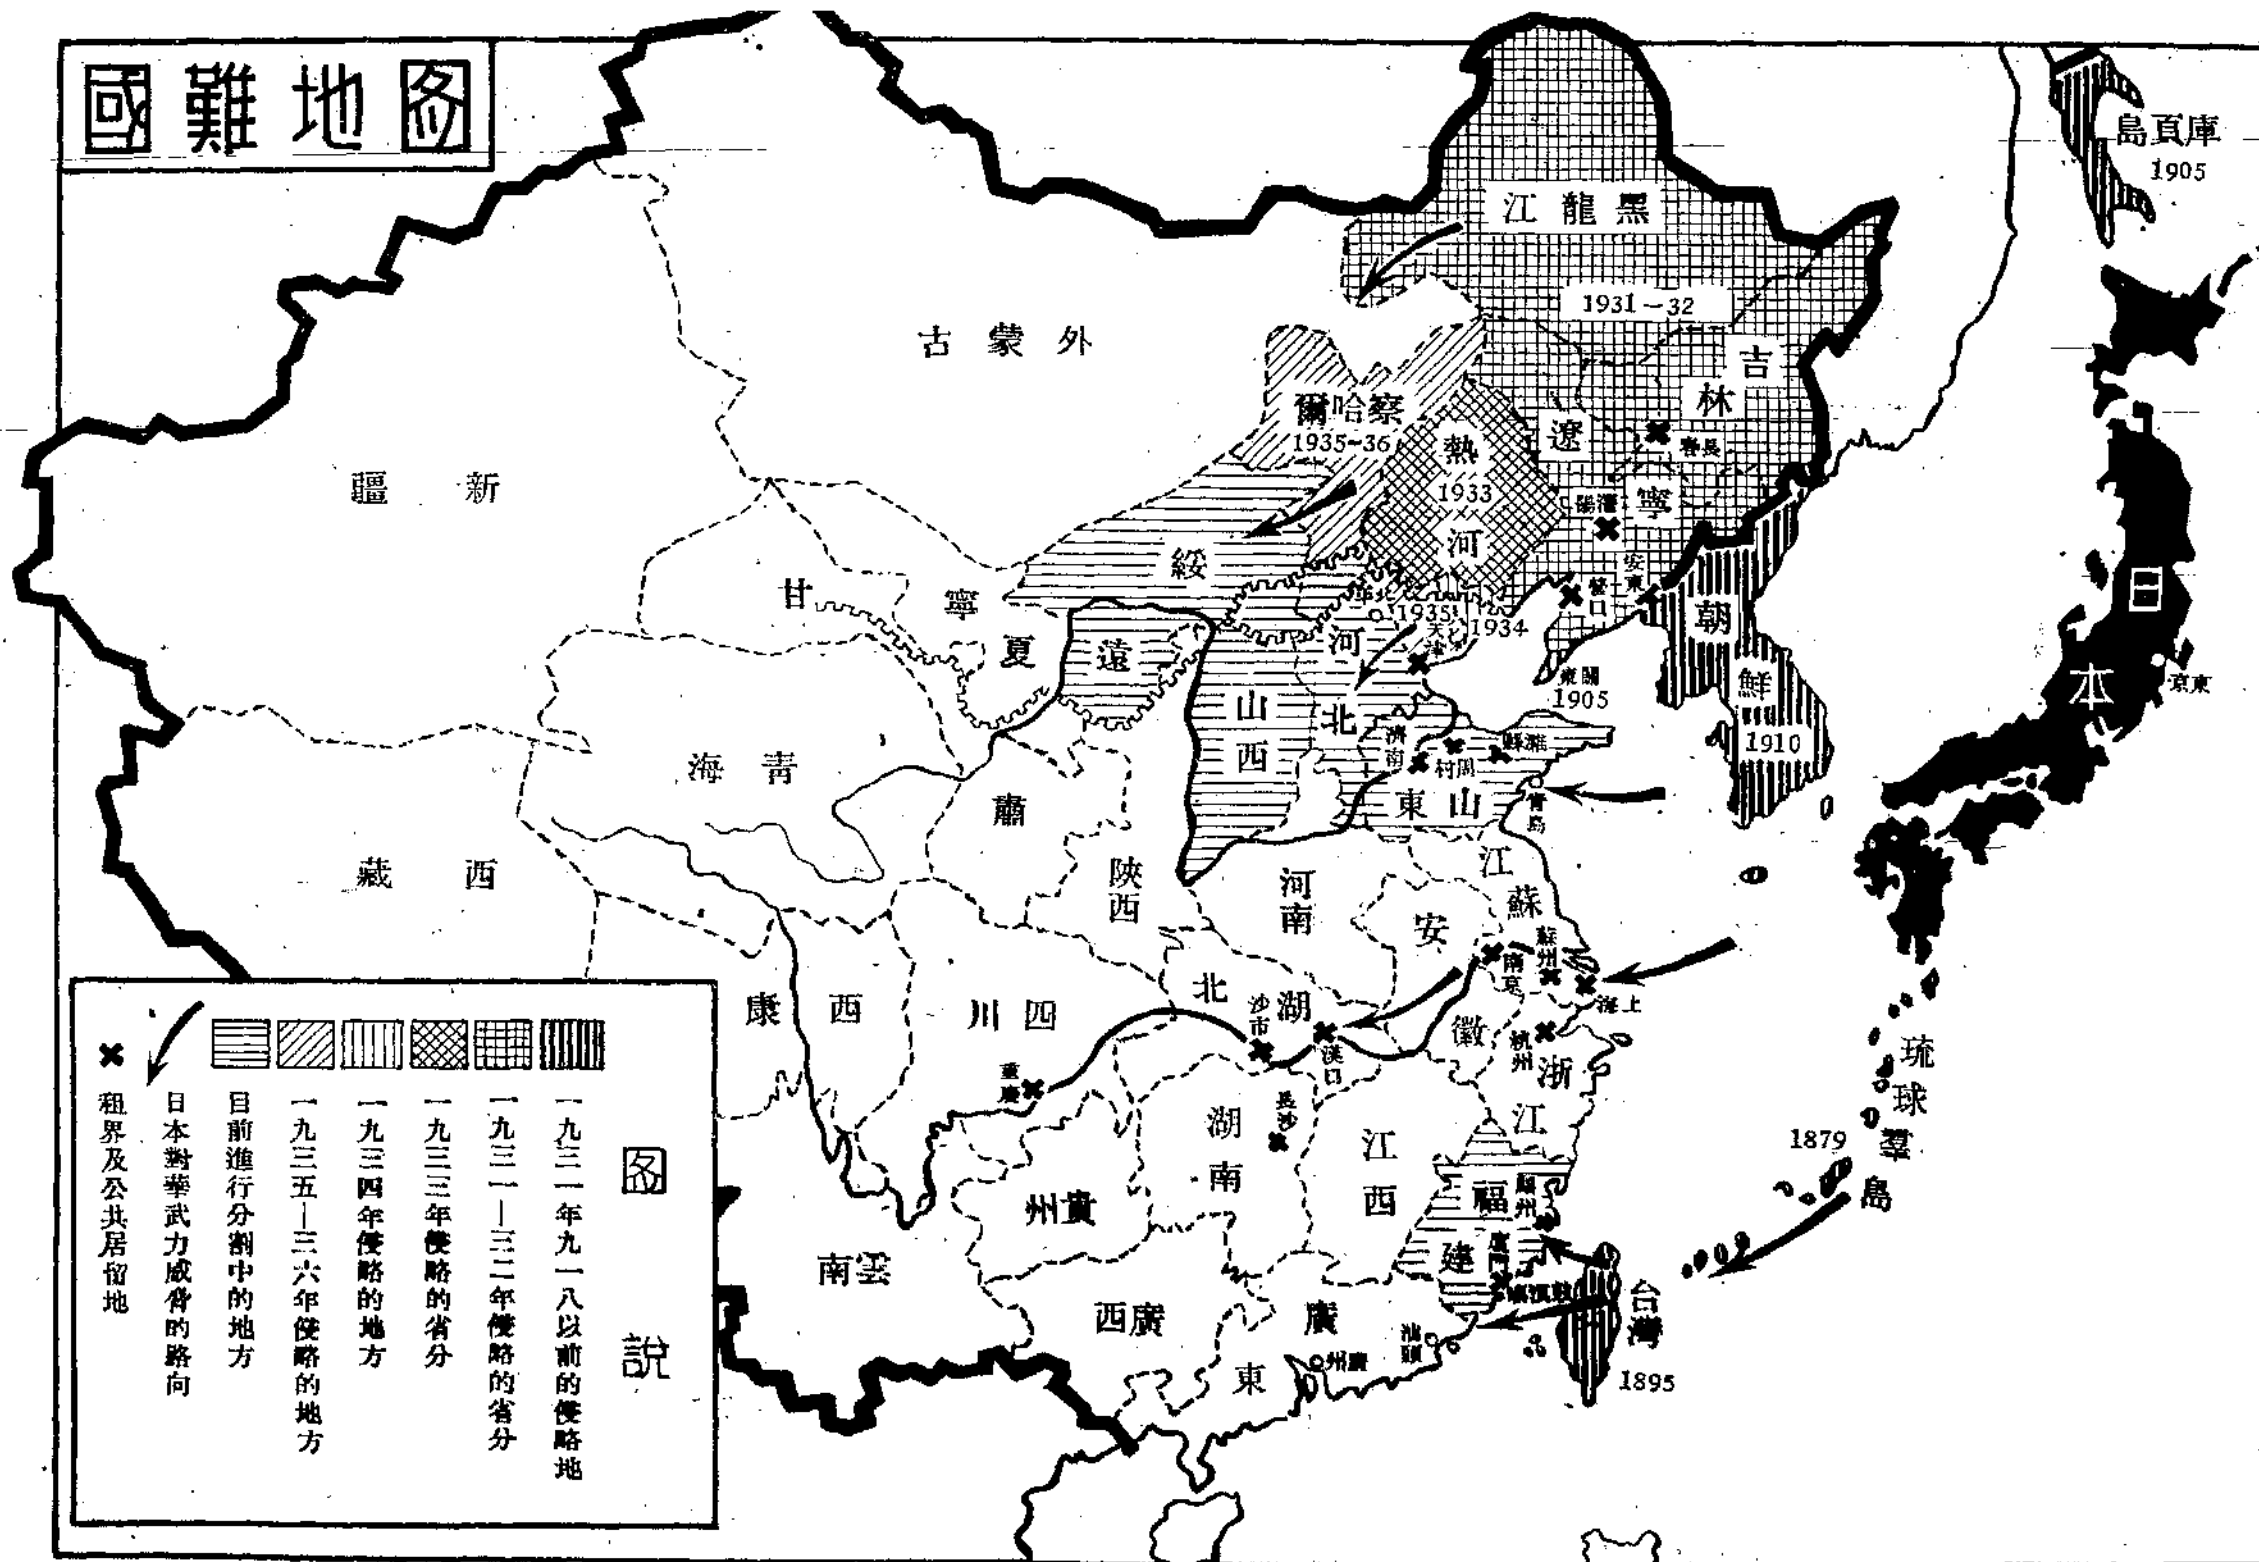 國難地圖
庫頁島
1905
黑龍江
1931—32
吉林
遼寧
長春
瀋陽
安東
營口
外蒙古
察哈爾
1935~36
熱河
1933
新疆
綏遠
甘肅
寧夏
1935
1934
天津
河北
朝鮮
1910
日本
東京
關東
1905
山西
濟南
周村
濰縣
山東
青島
青海
西藏
陝西
河南
江蘇
安徽
蘇州
南京
上海
杭州
浙江
湖北
沙市
漢口
四川
西康
重慶
長沙
湖南
江西
貴州
雲南
福建
廣西
廣東
廣州
琉球羣島
1879
台灣
1895
圖說
一九三一年九一八以前的侵略地
一九三一—三二年侵略的省分
一九三三年侵略的省分
一九三四年侵略的地方
一九三五—三六年侵略的地方
目前進行分割中的地方
日本對華武力威脅的路向
租界及公共居留地